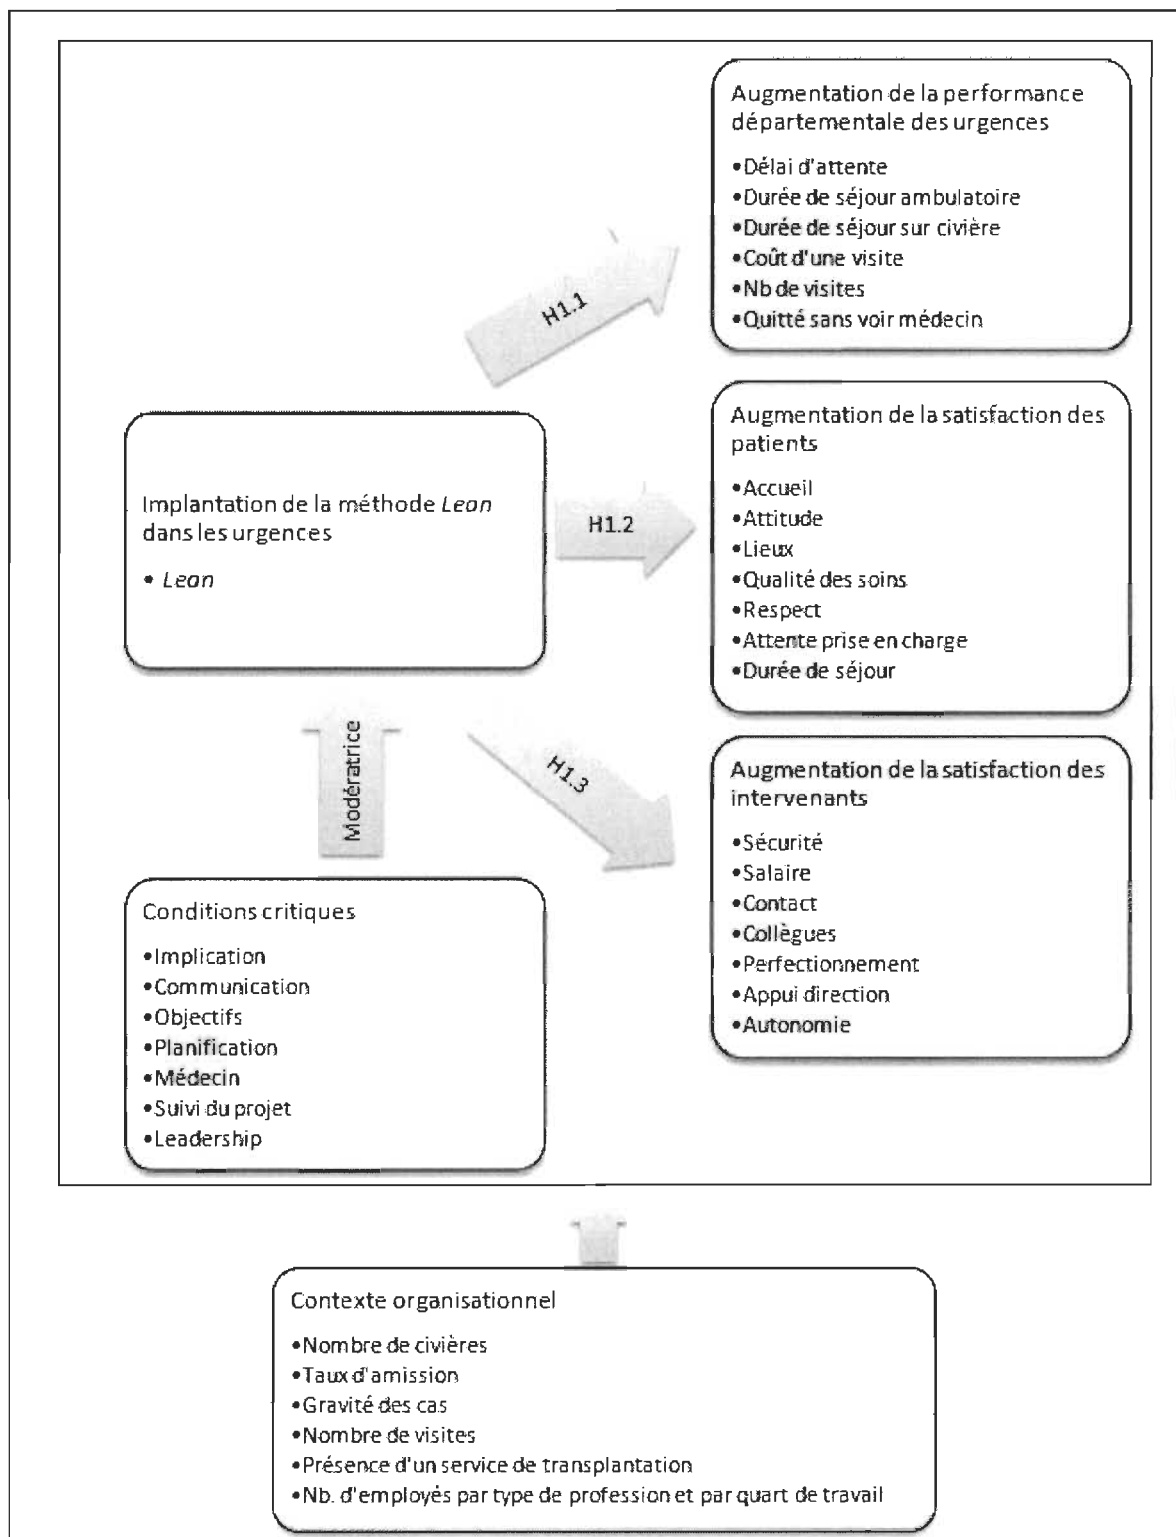 Augmentation de la performance
départementale des urgences
•Délai d'attente
•Durée de séjour ambulatoire
•Durée de séjour sur civière
•Coût d'une visite
•Nb de visites
•Quitté sans voir médecin
H1.1
Implantation de la méthode Lean
dans les urgences
• Lean
H1.2
Augmentation de la satisfaction des
patients
•Accueil
•Attitude
•Lieux
•Qualité des soins
•Respect
•Attente prise en charge
•Durée de séjour
Modératrice
H1.3
Augmentation de la satisfaction des
intervenants
•Sécurité
•Salaire
•Contact
•Collègues
•Perfectionnement
•Appui direction
•Autonomie
Conditions critiques
•Implication
•Communication
•Objectifs
•Planification
•Médecin
•Suivi du projet
•Leadership
Contexte organisationnel
•Nombre de civières
•Taux d'amission
•Gravité des cas
•Nombre de visites
•Présence d'un service de transplantation
•Nb. d'employés par type de profession et par quart de travail